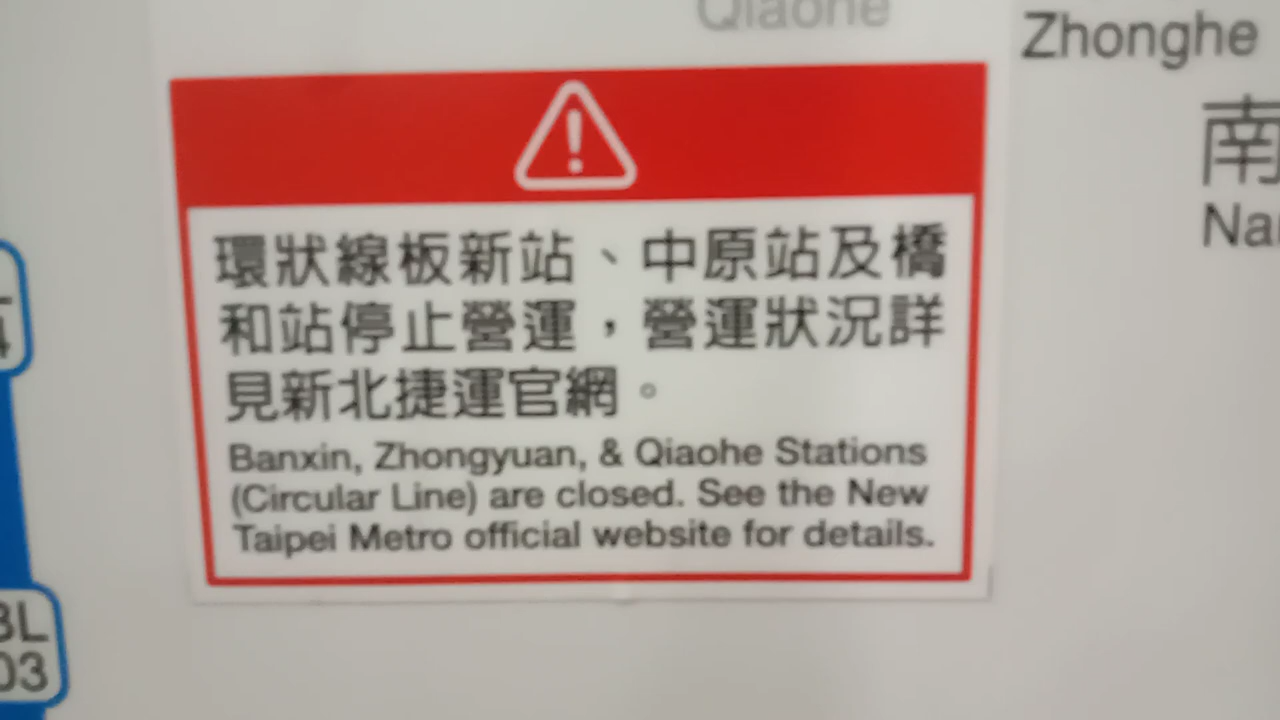 Qiaohe
Zhonghe
南
環狀線板新站、中原站及橋
和站停止營運，營運狀況詳
見新北捷運官網。
Banxin, Zhongyuan, & Qiaohe Stations
(Circular Line) are closed. See the New
Taipei Metro official website for details.
BL
03